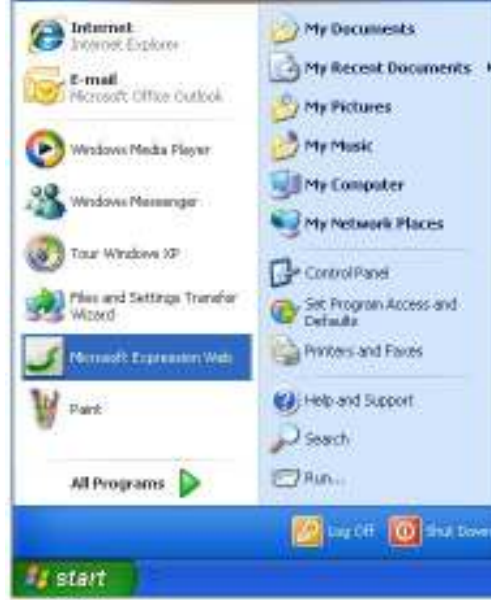 Internet
Internet Explorer
E-mail
Microsoft Office Outlook
Windows Media Player
Windows Messenger
Tour Windows XP
Files and Settings Transfer
Wizard
Microsoft Expression Web
Paint
All Programs
My Documents
My Recent Documents
My Pictures
My Music
My Computer
My Network Places
Control Panel
Set Program Access and
Defaults
Printers and Faxes
Help and Support
Search
Run...
Log Off
Shut Down
start